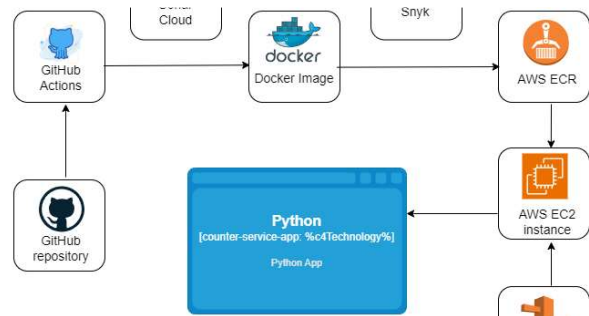 Cloud
Snyk
GitHub
Actions
docker
Docker Image
AWS ECR
GitHub
repository
Python
[counter-service-app: %c4Technology%]
Python App
AWS EC2
instance